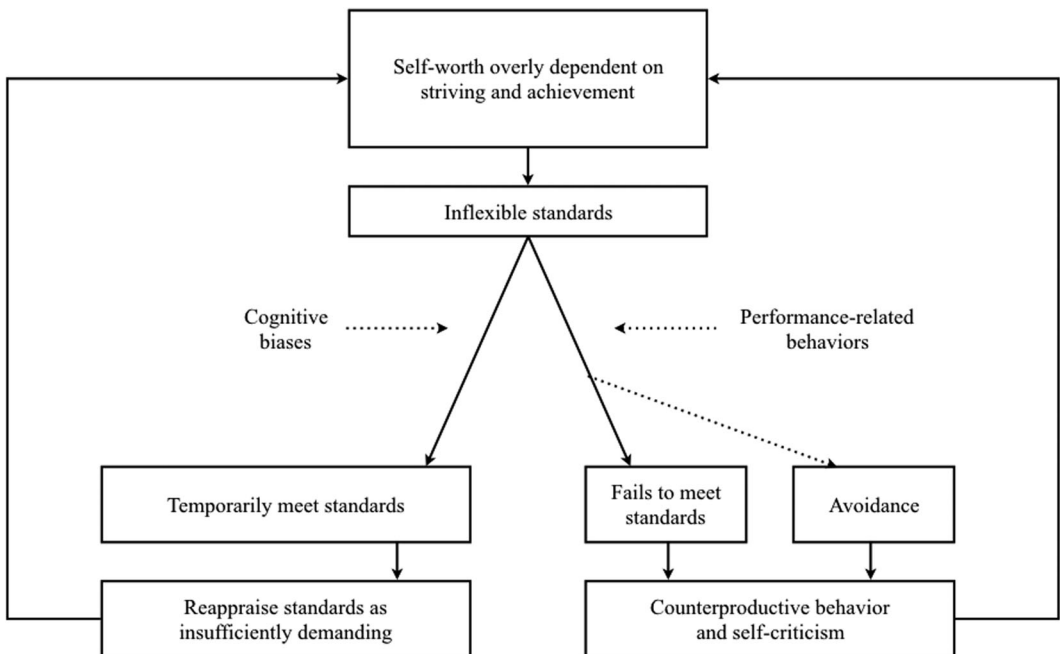 Self-worth overly dependent on
striving and achievement
Inflexible standards
Cognitive
biases
Performance-related
behaviors
Temporarily meet standards
Fails to meet
standards
Avoidance
Reappraise standards as
insufficiently demanding
Counterproductive behavior
and self-criticism